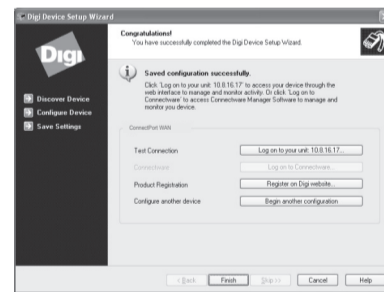 Digi Device Setup Wizard
Digi
Discover Device
Configure Device
Save Settings
Congratulations!
You have successfully completed the Digi Device Setup Wizard.
Saved configuration successfully.
Click 'Log on to your unit: 10.8.16.17' to access your device through the
web interface to manage and monitor activity. Or click 'Log on to
Connectware' to access Connectware Manager Software to manage and
monitor you device.
ConnectPort WAN
Test Connection
Log on to your unit: 10.8.16.17...
Connectware
Log on to Connectware...
Product Registration
Register on Digi website...
Configure another device
Begin another configuration
< Back
Finish
Skip >>
Cancel
Help